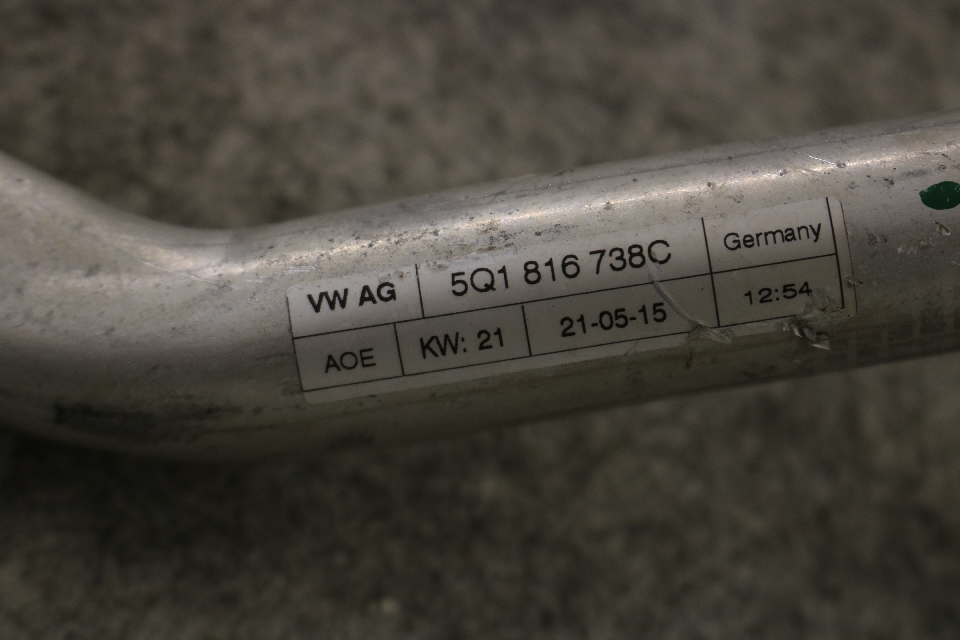 VW AG 5Q1 816 738C Germany
AOE KW: 21 21-05-15 12:54